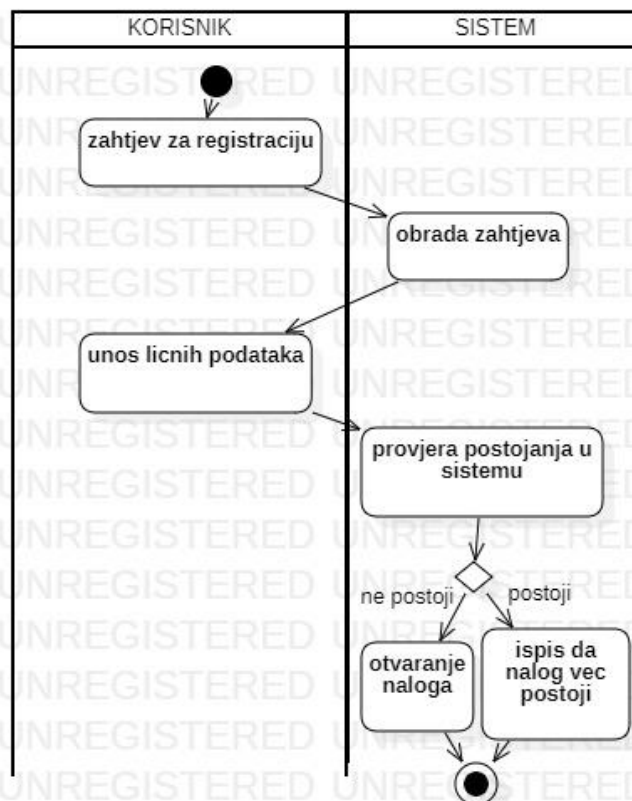 KORISNIK
SISTEM
zahtjev za registraciju
obrada zahtjeva
unos licnih podataka
provjera postojanja u
sistemu
ne postoji
postoji
otvaranje
naloga
ispis da
nalog vec
postoji
UNREGISTERED